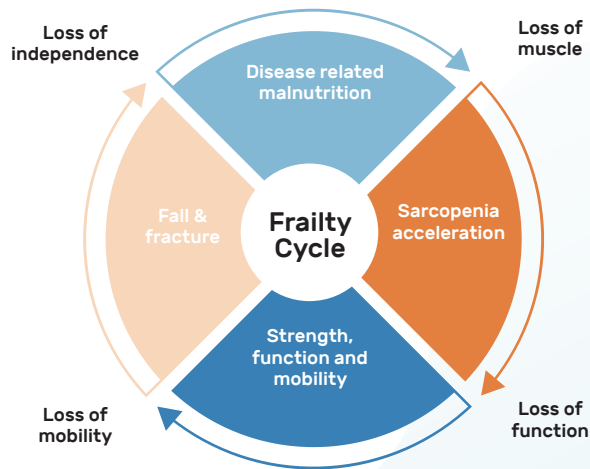 Loss of
independence
Loss of
muscle
Disease related
malnutrition
Fall &
fracture
Frailty
Cycle
Sarcopenia
acceleration
Strength,
function and
mobility
Loss of
mobility
Loss of
function